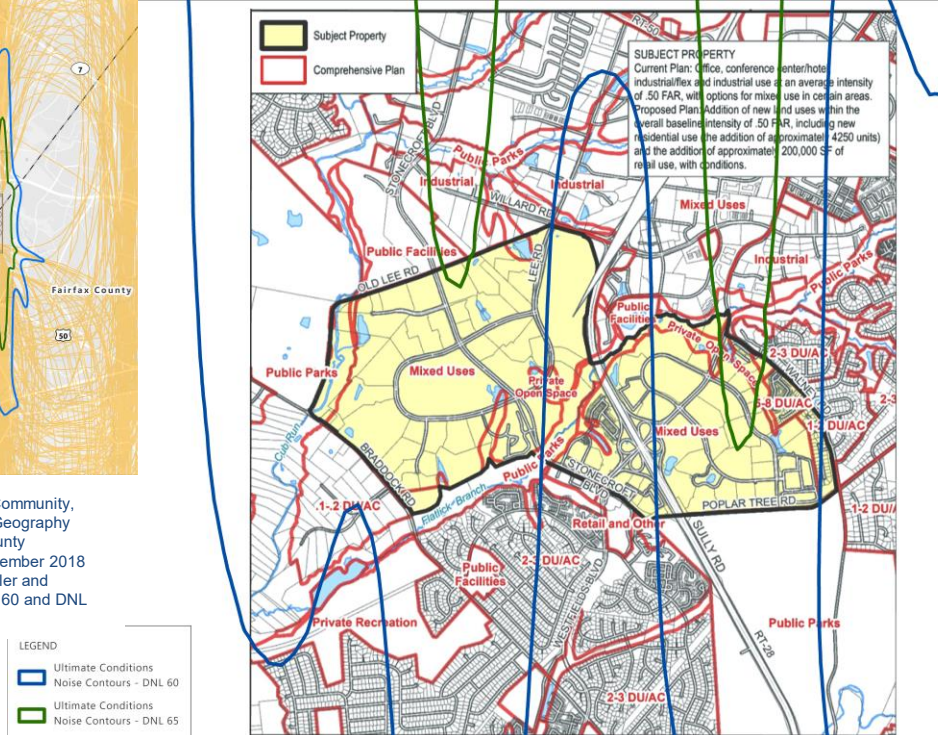 7
Fairfax County
50
Community,
Geography
unty
ember 2018
ler and
60 and DNL
LEGEND
Ultimate Conditions
Noise Contours - DNL 60
Ultimate Conditions
Noise Contours - DNL 65
Subject Property
Comprehensive Plan
SUBJECT PROPERTY
Current Plan: Office, conference center/hotel,
industrial/flex and industrial use at an average intensity
of .50 FAR, with options for mixed use in certain areas.
Proposed Plan: Addition of new land uses within the
overall baseline intensity of .50 FAR, including new
residential use (the addition of approximately 4250 units)
and the addition of approximately 200,000 SF of
retail use, with conditions.
RT-50
STONECROFT BLVD
Public Parks
Industrial
Industrial
WILLARD RD
Mixed Uses
Public Facilities
OLD LEE RD
LEE RD
Industrial
Public Parks
Public
Facilities
Private Open Space
2-3 DU/AC
Public Parks
Mixed Uses
Private
Open Space
5-8 DU/AC
2-3
1-2 DU/AC
Mixed Uses
Cub Run
BRADDOCK RD
Public Parks
STONECROFT
BLVD
POPLAR TREE RD
.1-.2 DU/AC
Flatlick Branch
Retail and Other
1-2 DU/A
SULLY RD
Public
Facilities
2-3 DU/AC
WESTFIELDS BLVD
Private Recreation
Public Parks
RT-28
2-3 DU/AC